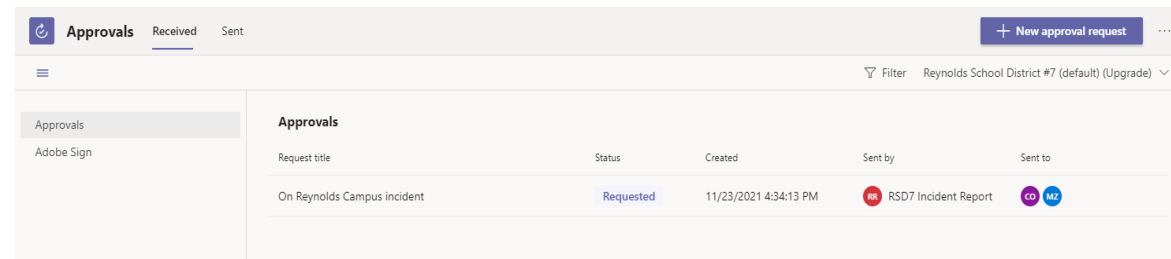 Approvals Received Sent + New approval request ...
Filter Reynolds School District #7 (default) (Upgrade)
Approvals
Adobe Sign
Approvals
Request title Status Created Sent by Sent to
On Reynolds Campus incident Requested 11/23/2021 4:34:13 PM RR RSD7 Incident Report CO MZ